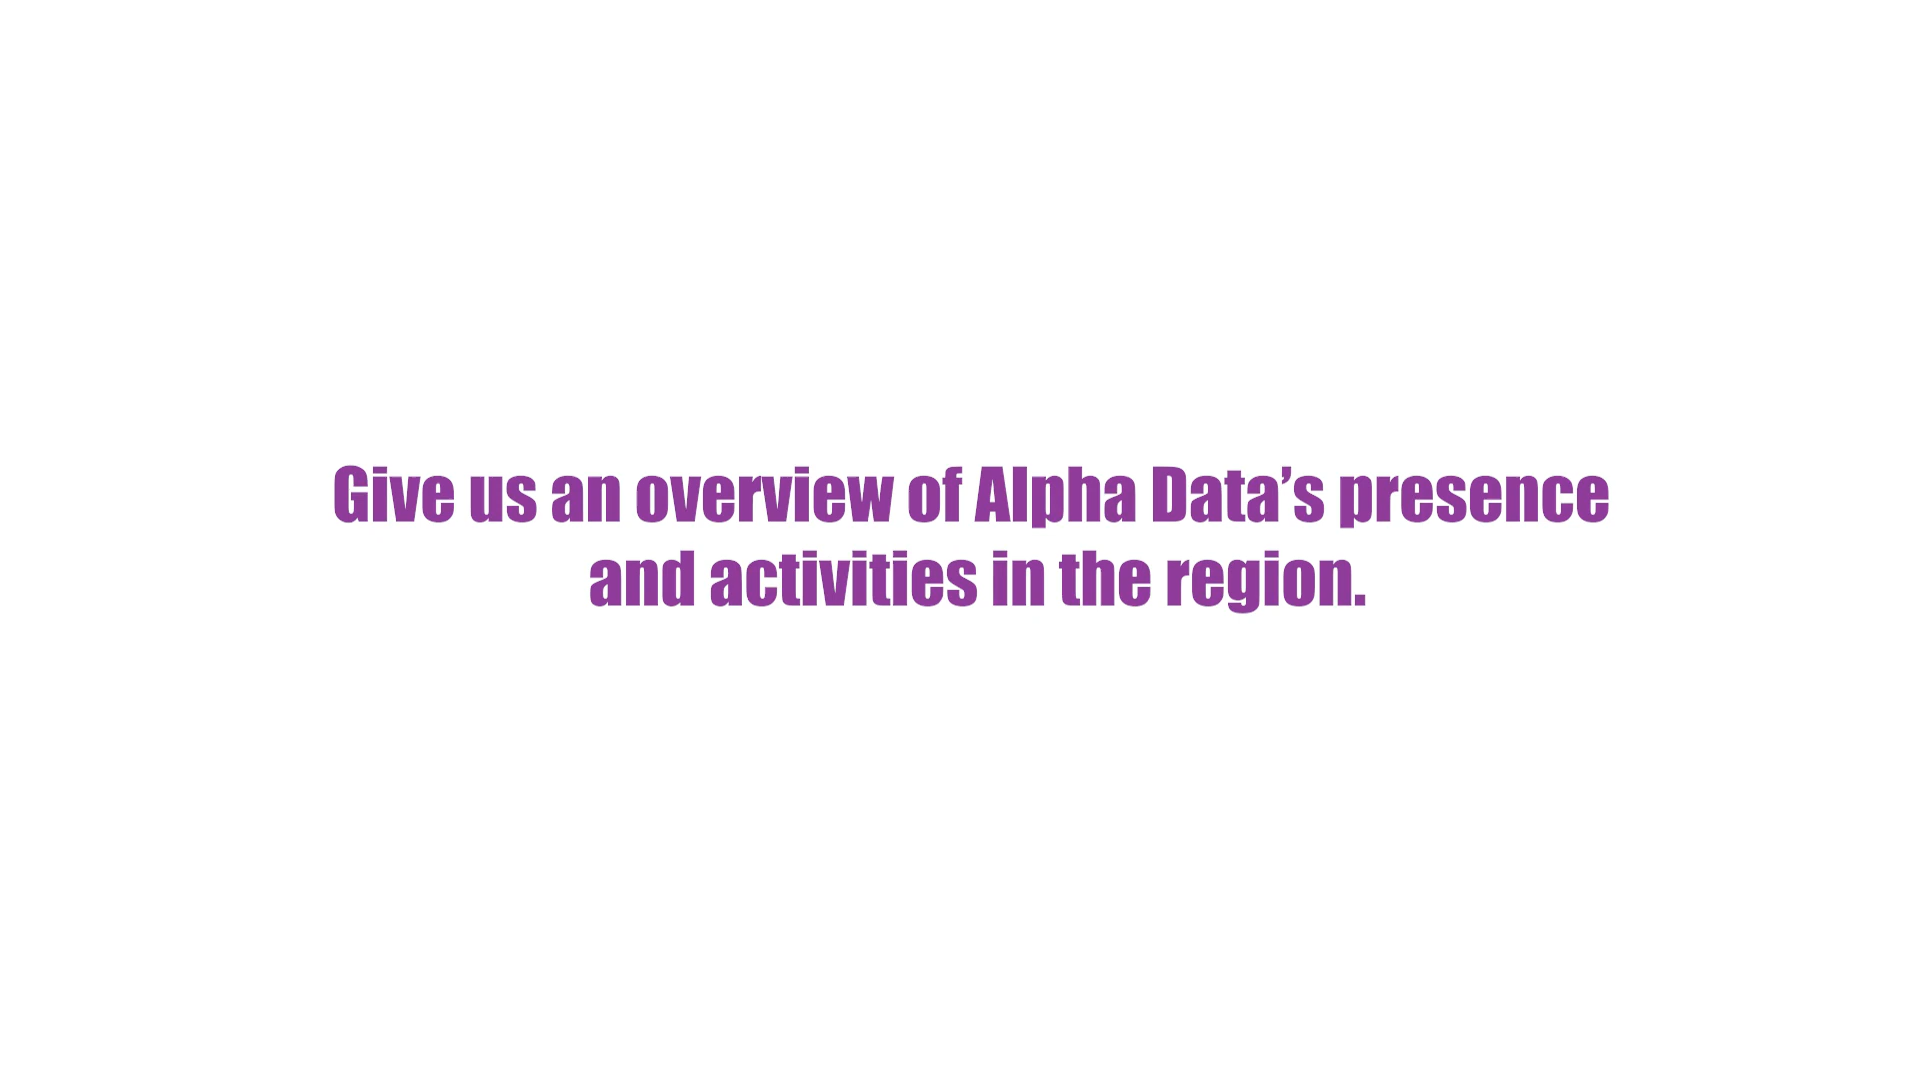 Give us an overview of Alpha Data’s presence
and activities in the region.